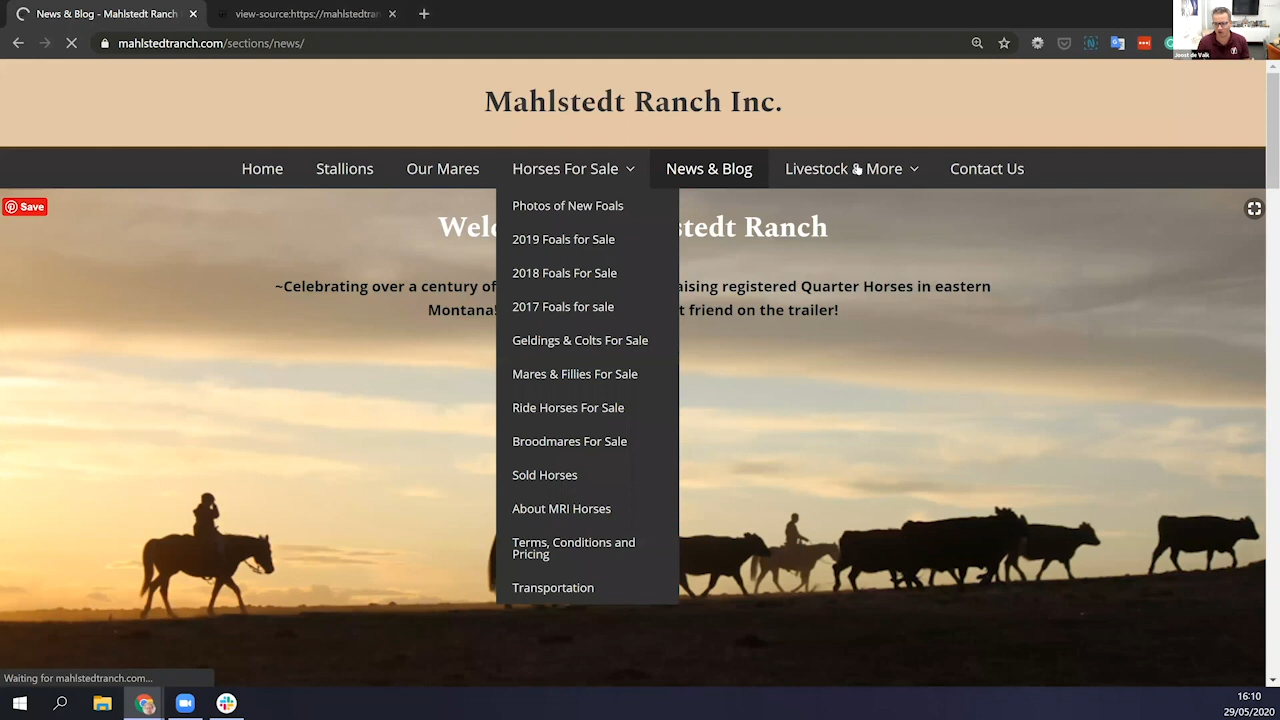 News & Blog - Mahlstedt Ranch
view-source:https://mahlstedtran
mahlstedtranch.com/sections/news/
Joost de Valk
Mahlstedt Ranch Inc.
Home
Stallions
Our Mares
Horses For Sale
News & Blog
Livestock & More
Contact Us
Save
Photos of New Foals
2019 Foals for Sale
2018 Foals For Sale
2017 Foals for sale
Geldings & Colts For Sale
Mares & Fillies For Sale
Ride Horses For Sale
Broodmares For Sale
Sold Horses
About MRI Horses
Terms, Conditions and
Pricing
Transportation
Wel stedt Ranch
~Celebrating over a century of aising registered Quarter Horses in eastern
Montana! t friend on the trailer!
Waiting for mahlstedtranch.com...
16:10
29/05/2020